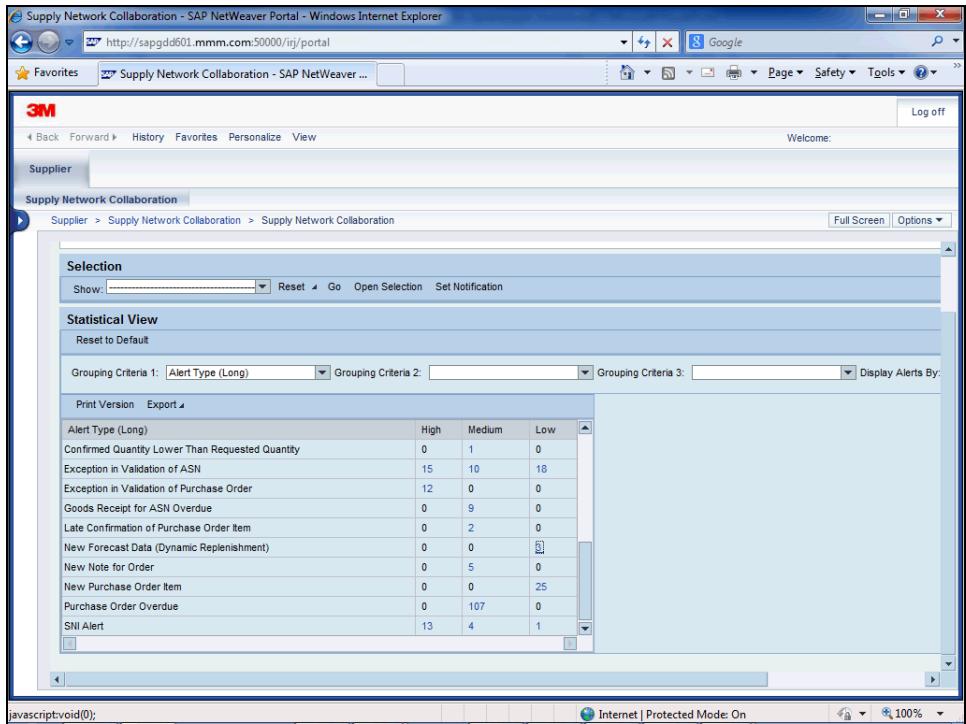 Supply Network Collaboration - SAP NetWeaver Portal - Windows Internet Explorer
http://sapgdd601.mmm.com:50000/irj/portal
Google
Favorites Supply Network Collaboration - SAP NetWeaver ... Page Safety Tools
3M Log off
Back Forward History Favorites Personalize View Welcome:
Supplier
Supply Network Collaboration
Supplier > Supply Network Collaboration > Supply Network Collaboration Full Screen Options
Selection
Show: Reset Go Open Selection Set Notification
Statistical View
Reset to Default
Grouping Criteria 1: Alert Type (Long) Grouping Criteria 2: Grouping Criteria 3: Display Alerts By:
Print Version Export
Alert Type (Long) High Medium Low
Confirmed Quantity Lower Than Requested Quantity 0 1 0
Exception in Validation of ASN 15 10 18
Exception in Validation of Purchase Order 12 0 0
Goods Receipt for ASN Overdue 0 9 0
Late Confirmation of Purchase Order Item 0 2 0
New Forecast Data (Dynamic Replenishment) 0 0 3
New Note for Order 0 5 0
New Purchase Order Item 0 0 25
Purchase Order Overdue 0 107 0
SNI Alert 13 4 1
javascript:void(0); Internet | Protected Mode: On 100%